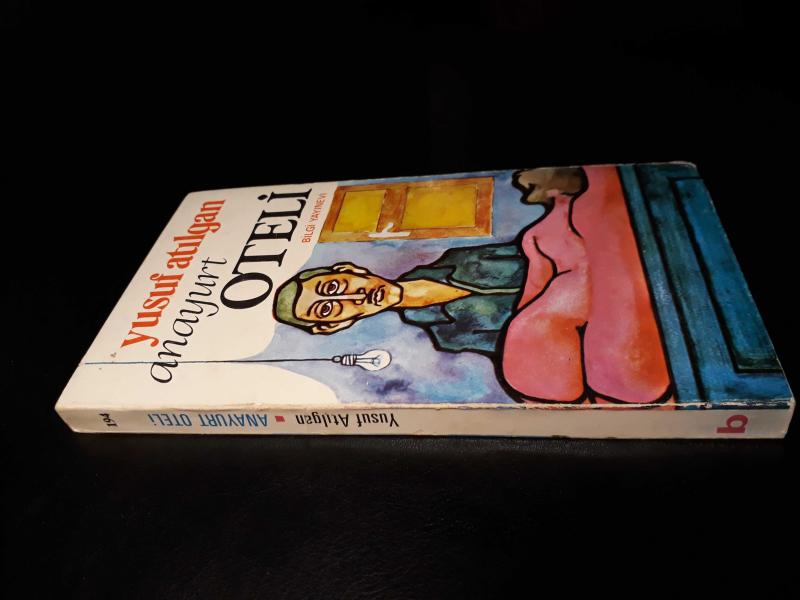 yusuf atılgan
anayurt
OTELİ
BİLGİ YAYINEVİ
194 ANAYURT OTELİ ■ Yusuf Atılgan b